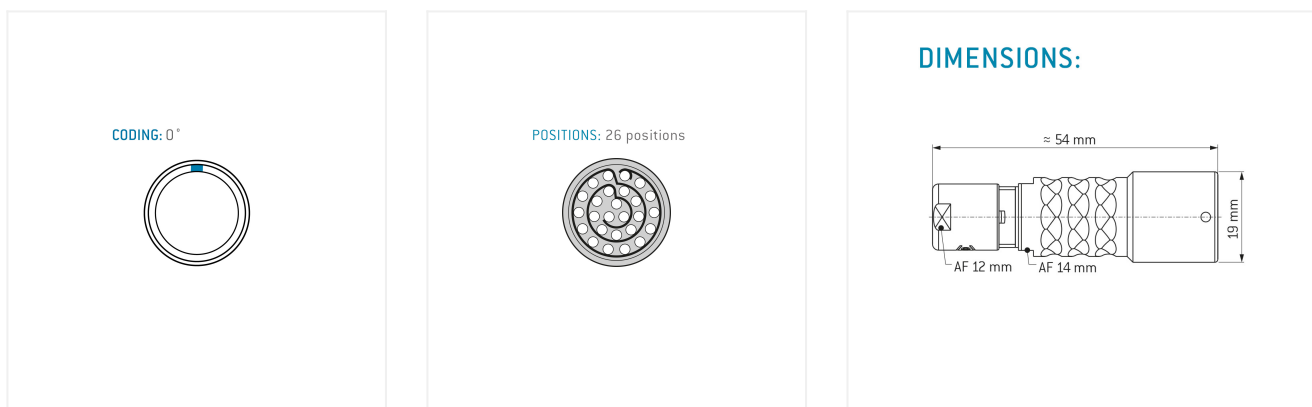 CODING: 0°
POSITIONS: 26 positions
DIMENSIONS:
≈ 54 mm
19 mm
AF 12 mm
AF 14 mm